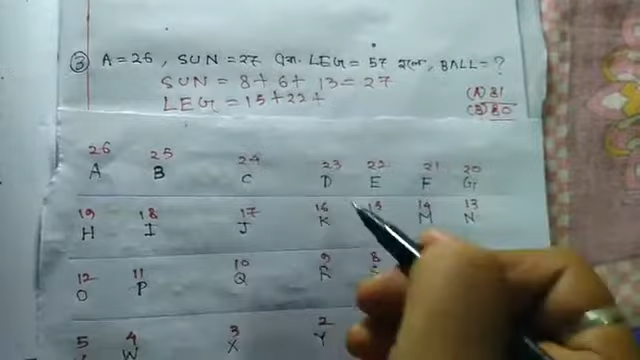 ③ A=26, SUN=27 এবং LEG=57 হলে, BALL=?
SUN = 8+6+13=27
LEG = 15+22+
(A) 81
(B) 80
26 25 24 23 22 21 20
A B C D E F G
19 18 17 16 15 14 13
H I J K M N
12 11 10 9 8
O P Q R
5 4 3 2
W X Y